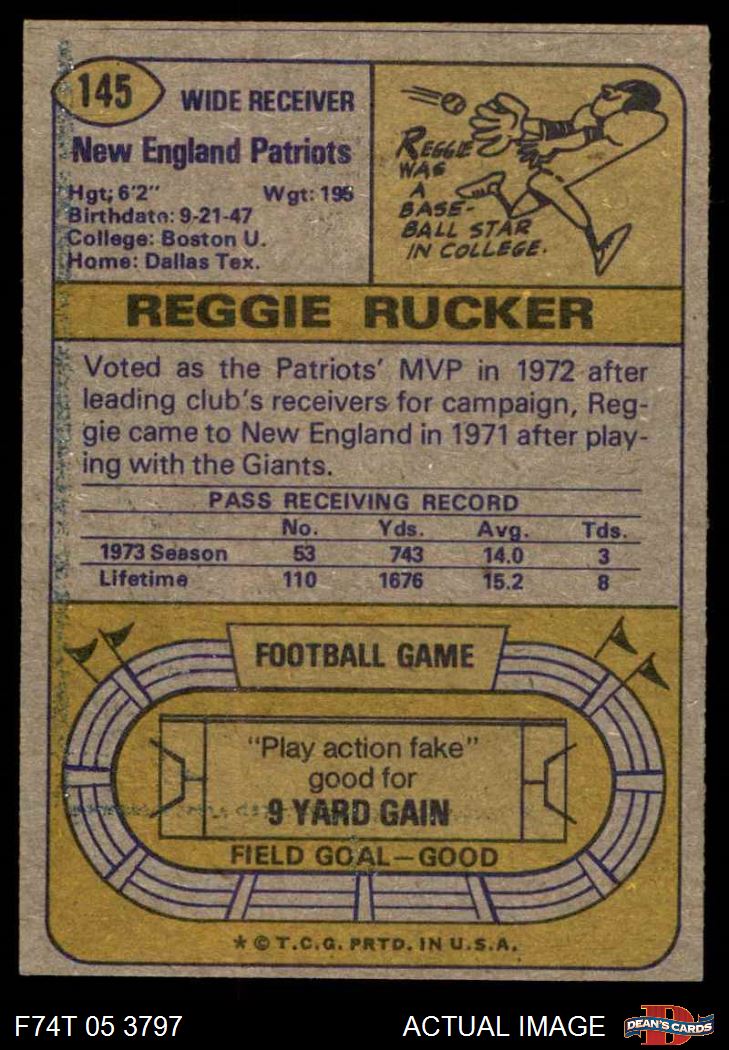 145
WIDE RECEIVER
New England Patriots
Hgt; 6'2" Wgt: 195
Birthdate: 9-21-47
College: Boston U.
Home: Dallas Tex.
REGGIE
WAS
A
BASE-
BALL STAR
IN COLLEGE.
REGGIE RUCKER
Voted as the Patriots' MVP in 1972 after
leading club's receivers for campaign, Reg-
gie came to New England in 1971 after play-
ing with the Giants.
PASS RECEIVING RECORD
No. Yds. Avg. Tds.
1973 Season 53 743 14.0 3
Lifetime 110 1676 15.2 8
FOOTBALL GAME
"Play action fake"
good for
9 YARD GAIN
FIELD GOAL—GOOD
* © T.C.G. PRTD. IN U.S.A.
F74T 05 3797
ACTUAL IMAGE
DEAN'S CARDS